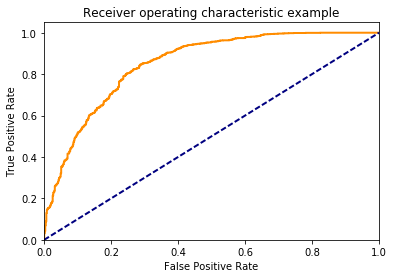 Receiver operating characteristic example
True Positive Rate
1.0
0.8
0.6
0.4
0.2
0.0
0.0 0.2 0.4 0.6 0.8 1.0
False Positive Rate